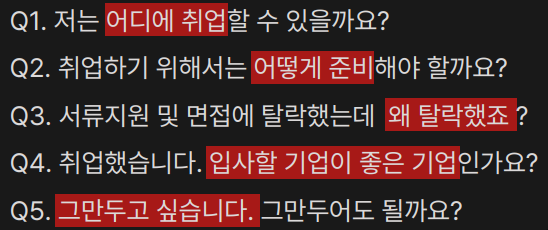 Q1. 저는 어디에 취업할 수 있을까요?
Q2. 취업하기 위해서는 어떻게 준비해야 할까요?
Q3. 서류지원 및 면접에 탈락했는데 왜 탈락했죠 ?
Q4. 취업했습니다. 입사할 기업이 좋은 기업인가요?
Q5. 그만두고 싶습니다. 그만두어도 될까요?